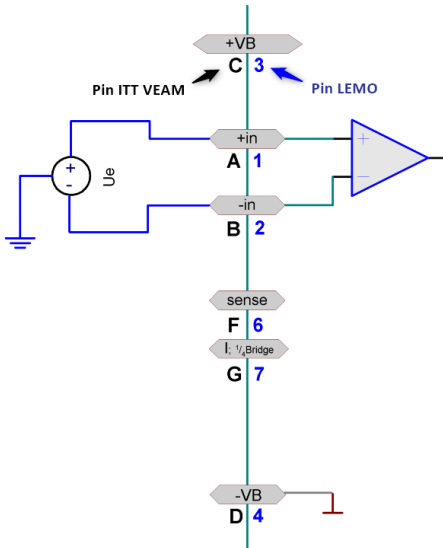 +VB
C 3
Pin ITT VEAM
Pin LEMO
+in
A 1
+
-
Ue
+
-
-in
B 2
sense
F 6
I; 1/4Bridge
G 7
-VB
D 4